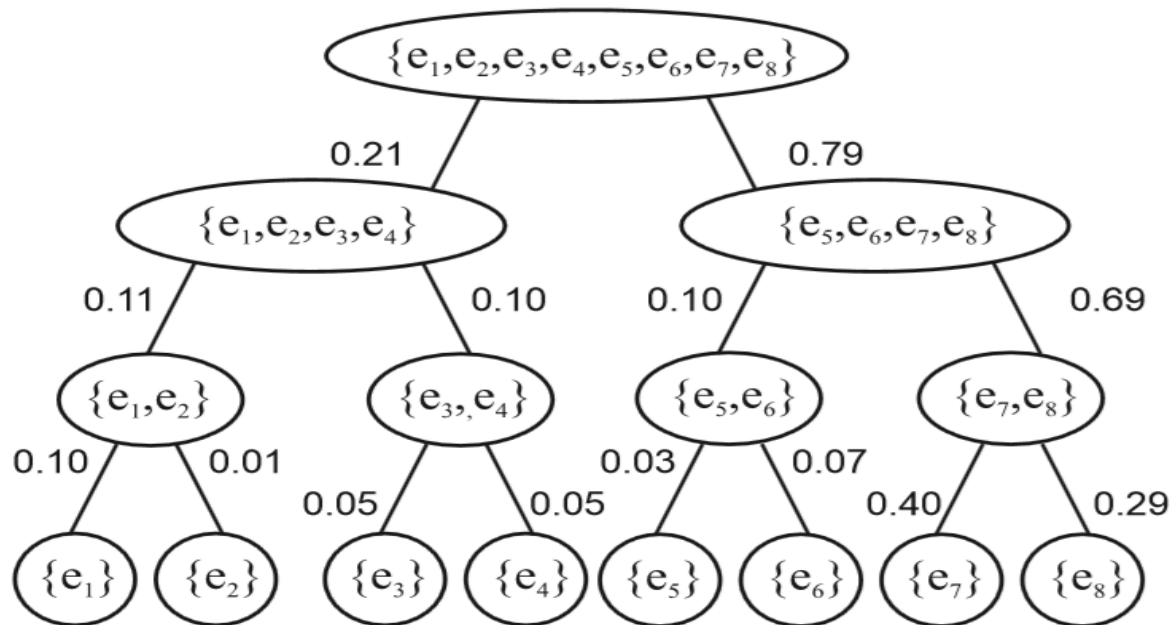 {e₁,e₂,e₃,e₄,e₅,e₆,e₇,e₈}
0.21 0.79
{e₁,e₂,e₃,e₄} {e₅,e₆,e₇,e₈}
0.11 0.10 0.10 0.69
{e₁,e₂} {e₃,,e₄} {e₅,e₆} {e₇,e₈}
0.10 0.01 0.03 0.07
0.05 0.05 0.40 0.29
{e₁} {e₂} {e₃} {e₄} {e₅} {e₆} {e₇} {e₈}